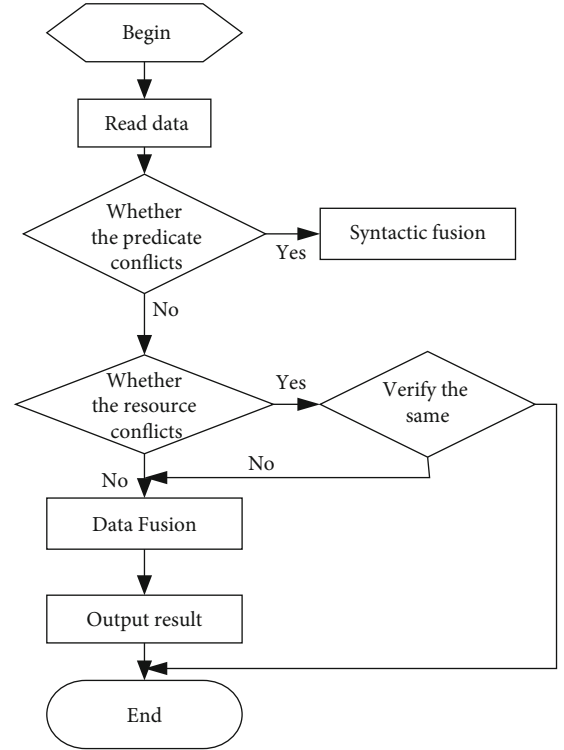 Begin
Read data
Whether
the predicate
conflicts
Yes
Syntactic fusion
No
Whether
the resource
conflicts
Yes
Verify the
same
No
No
Data Fusion
Output result
End